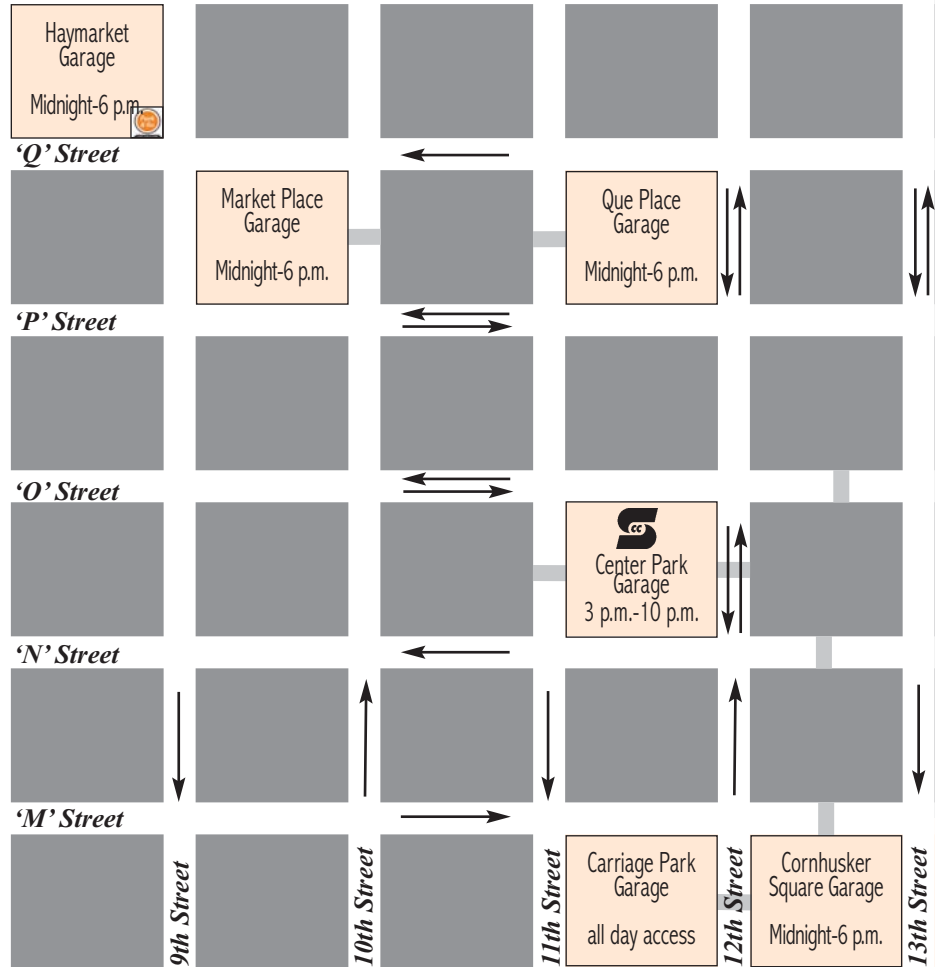 Haymarket
Garage
Midnight-6 p.m.
‘Q’ Street
Market Place
Garage
Midnight-6 p.m.
Que Place
Garage
Midnight-6 p.m.
‘P’ Street
‘O’ Street
cc
Center Park
Garage
3 p.m.-10 p.m.
‘N’ Street
‘M’ Street
9th Street
10th Street
11th Street
Carriage Park
Garage
all day access
12th Street
Cornhusker
Square Garage
Midnight-6 p.m.
13th Street